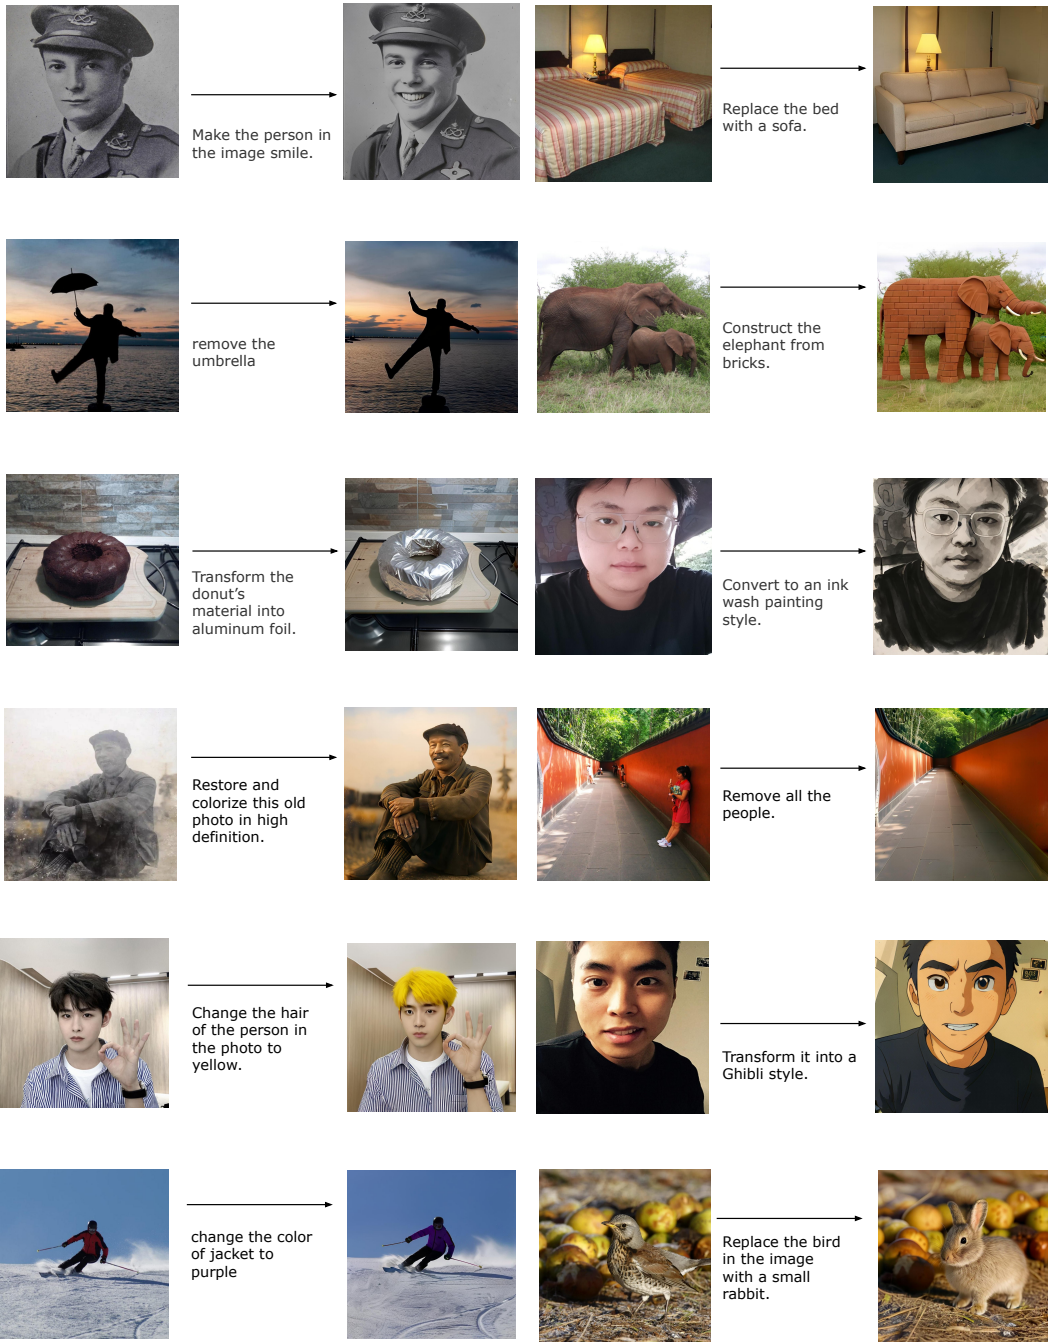 Make the person in
the image smile.
Replace the bed
with a sofa.
remove the
umbrella
Construct the
elephant from
bricks.
Transform the
donut’s
material into
aluminum foil.
Convert to an ink
wash painting
style.
Restore and
colorize this old
photo in high
definition.
Remove all the
people.
Change the hair
of the person in
the photo to
yellow.
Transform it into a
Ghibli style.
change the color
of jacket to
purple
Replace the bird
in the image
with a small
rabbit.